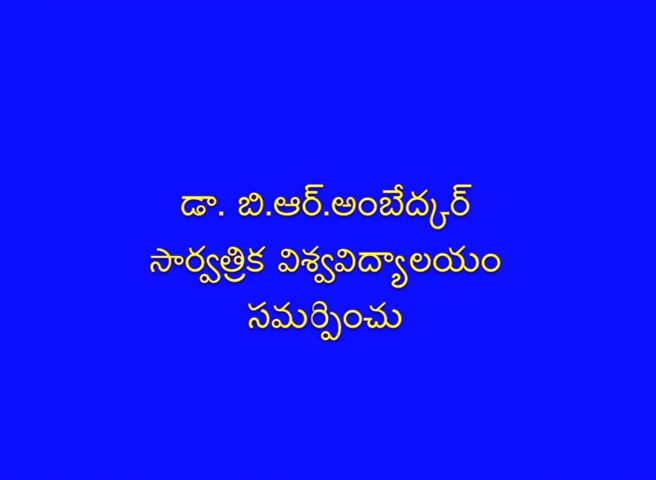 డా. బి.ఆర్.అంబేద్కర్
సార్వత్రిక విశ్వవిద్యాలయం
సమర్పించు